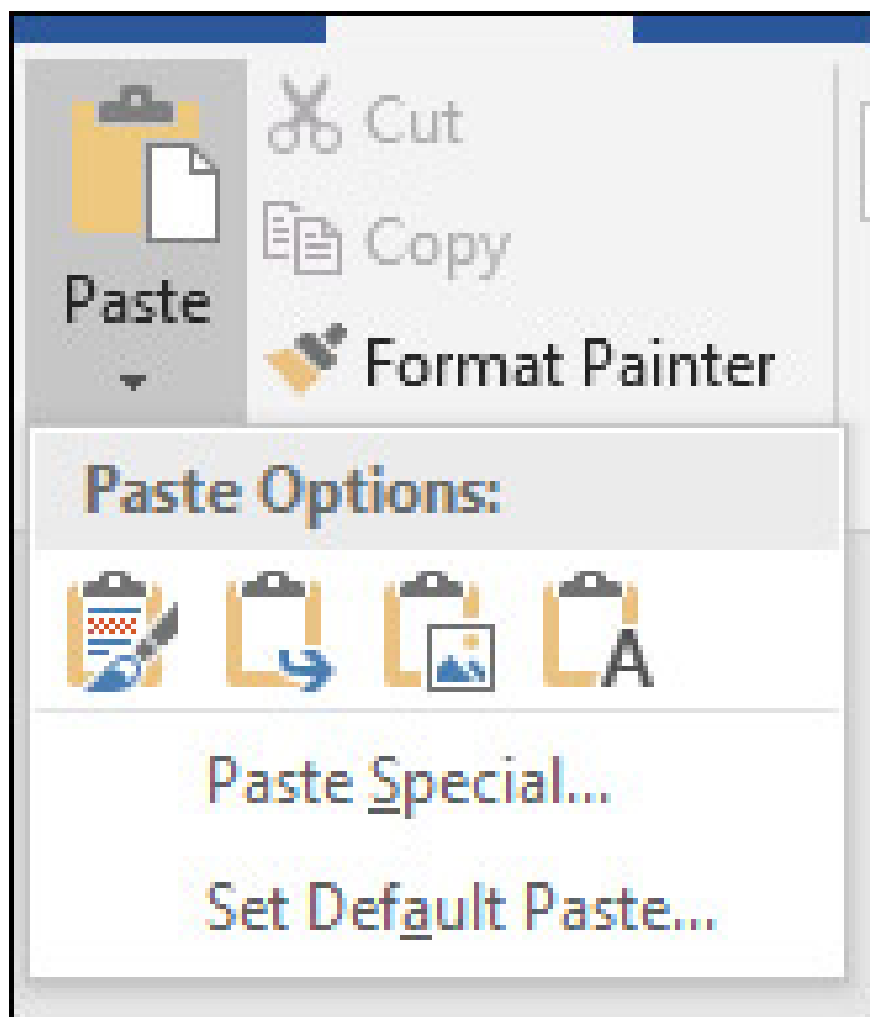 Cut
Copy
Paste
Format Painter
Paste Options:
A
Paste Special...
Set Default Paste...